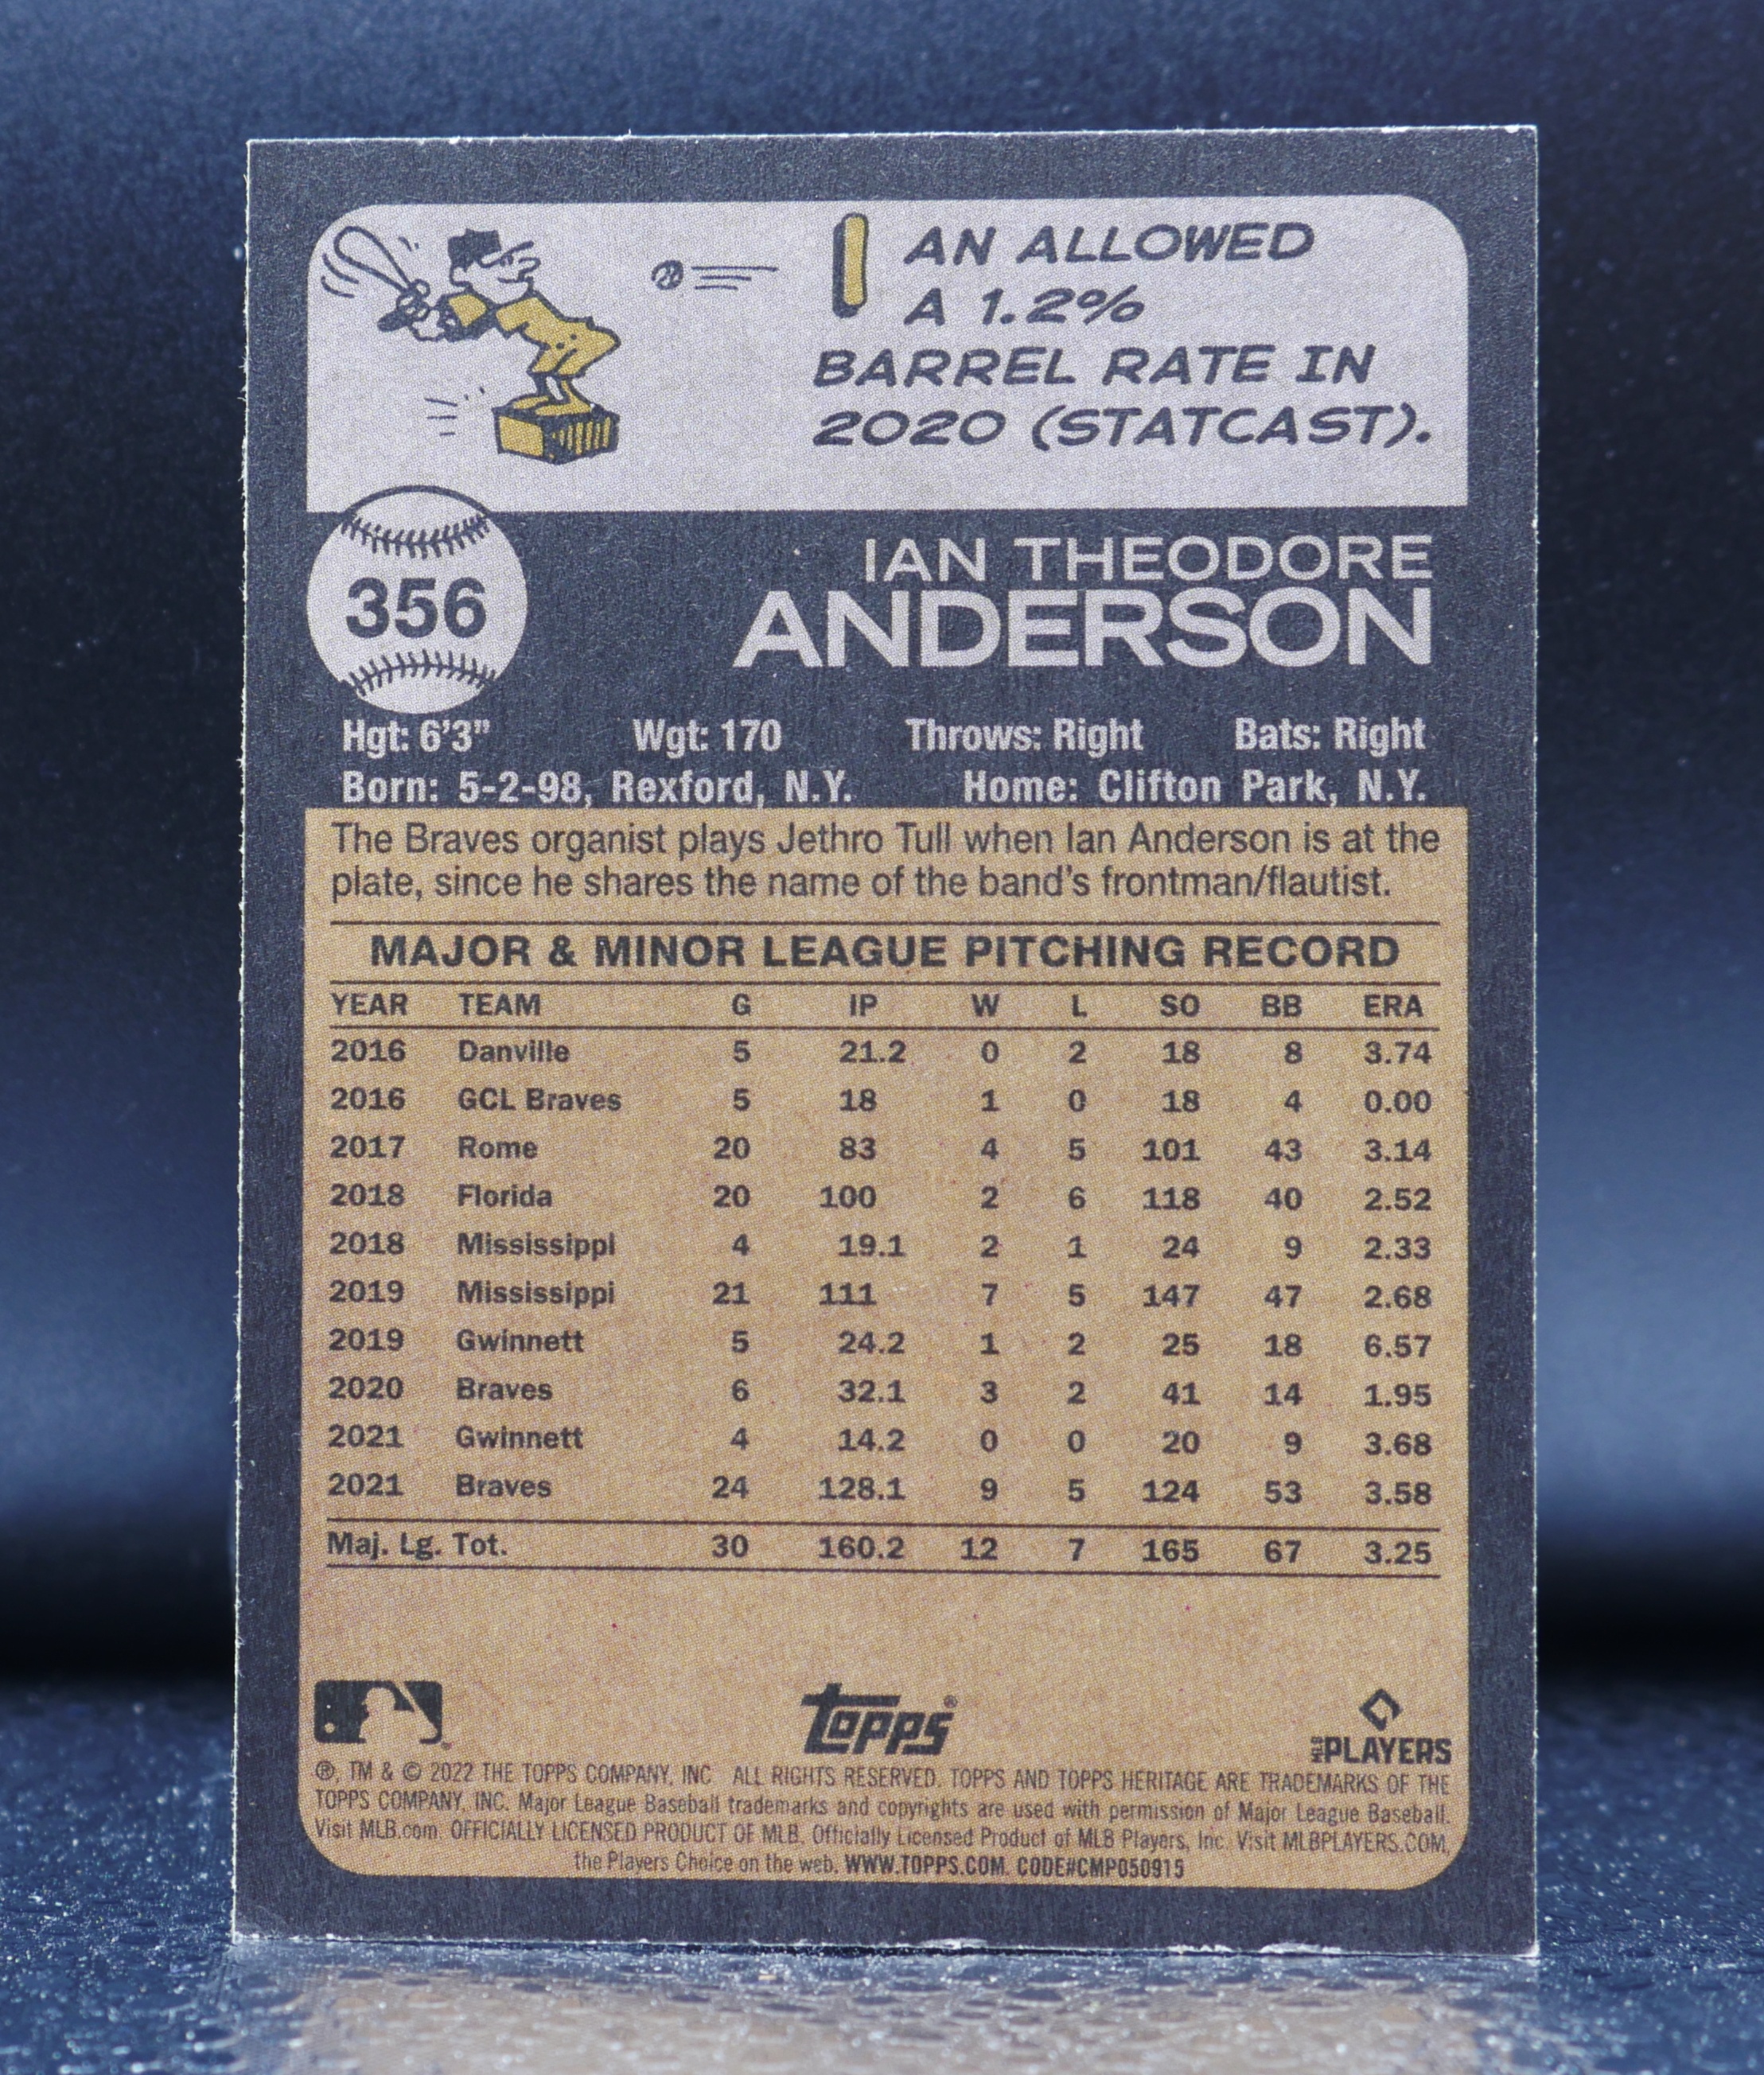 IAN ALLOWED
A 1.2%
BARREL RATE IN
2020 (STATCAST).
356
IAN THEODORE
ANDERSON
Hgt: 6'3" Wgt: 170 Throws: Right Bats: Right
Born: 5-2-98, Rexford, N.Y. Home: Clifton Park, N.Y.
The Braves organist plays Jethro Tull when Ian Anderson is at the
plate, since he shares the name of the band's frontman/flautist.
MAJOR & MINOR LEAGUE PITCHING RECORD
YEAR TEAM G IP W L SO BB ERA
2016 Danville 5 21.2 0 2 18 8 3.74
2016 GCL Braves 5 18 1 0 18 4 0.00
2017 Rome 20 83 4 5 101 43 3.14
2018 Florida 20 100 2 6 118 40 2.52
2018 Mississippi 4 19.1 2 1 24 9 2.33
2019 Mississippi 21 111 7 5 147 47 2.68
2019 Gwinnett 5 24.2 1 2 25 18 6.57
2020 Braves 6 32.1 3 2 41 14 1.95
2021 Gwinnett 4 14.2 0 0 20 9 3.68
2021 Braves 24 128.1 9 5 124 53 3.58
Maj. Lg. Tot. 30 160.2 12 7 165 67 3.25
Topps® MLB PLAYERS
®, TM & © 2022 THE TOPPS COMPANY, INC ALL RIGHTS RESERVED. TOPPS AND TOPPS HERITAGE ARE TRADEMARKS OF THE
TOPPS COMPANY, INC. Major League Baseball trademarks and copyrights are used with permission of Major League Baseball.
Visit MLB.com. OFFICIALLY LICENSED PRODUCT OF MLB. Officially Licensed Product of MLB Players, Inc. Visit MLBPLAYERS.COM,
the Players Choice on the web. WWW.TOPPS.COM. CODE#CMP050915